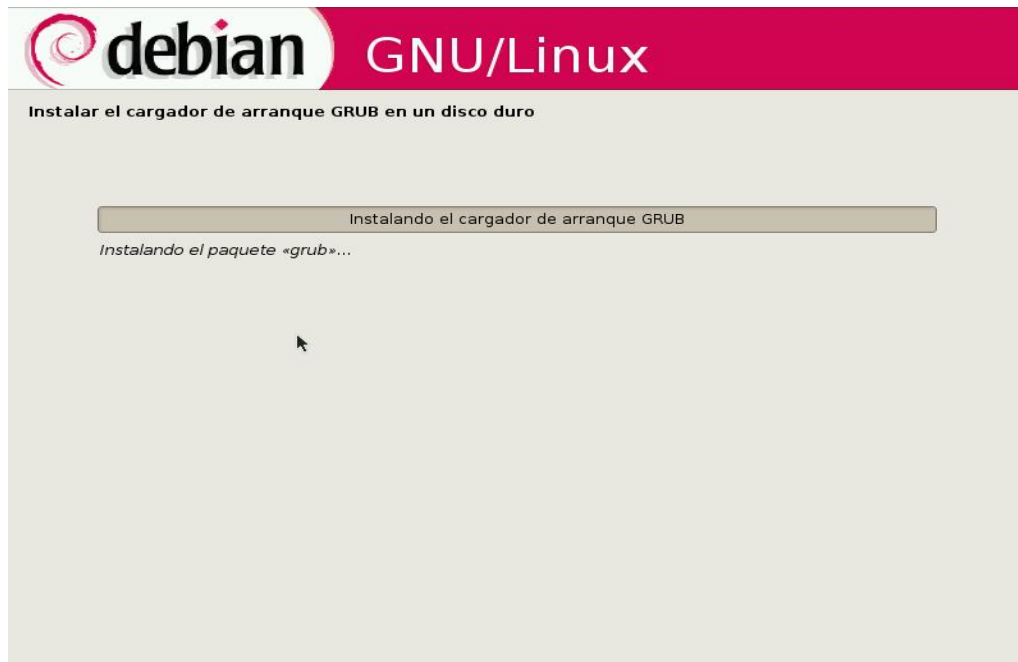 debian GNU/Linux
Instalar el cargador de arranque GRUB en un disco duro
Instalando el cargador de arranque GRUB
Instalando el paquete «grub»...